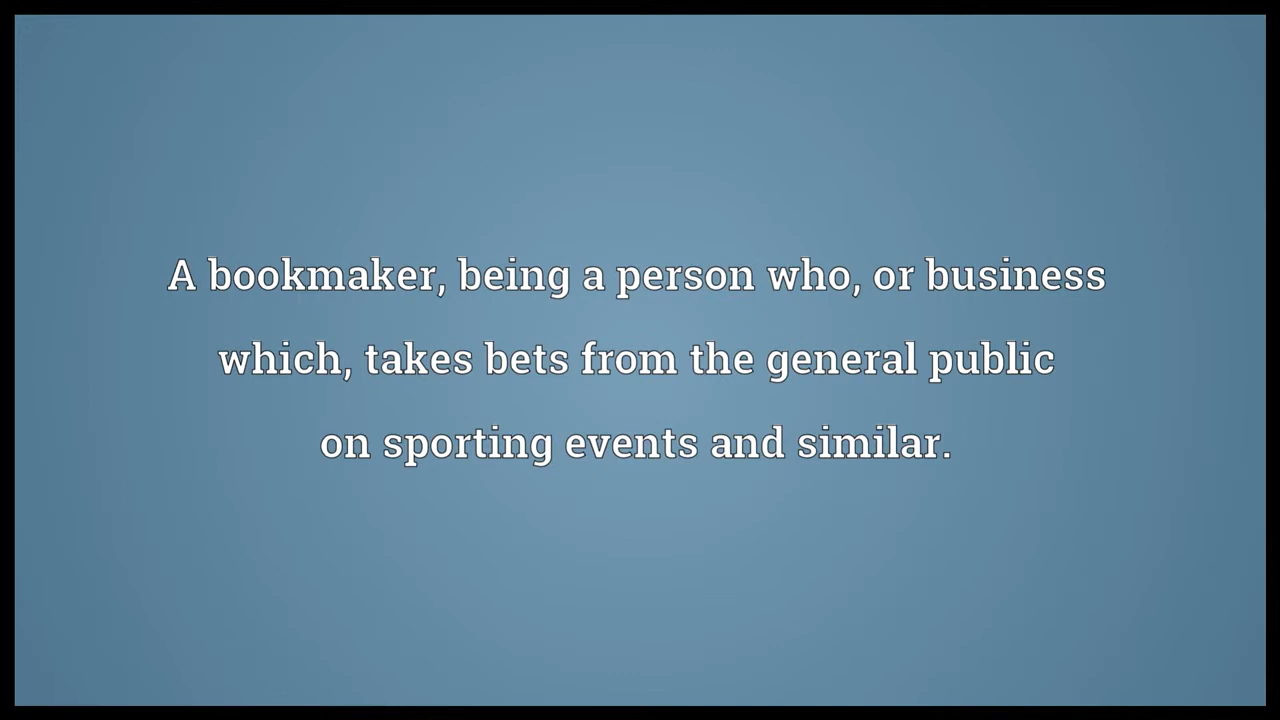 A bookmaker, being a person who, or business
which, takes bets from the general public
on sporting events and similar.